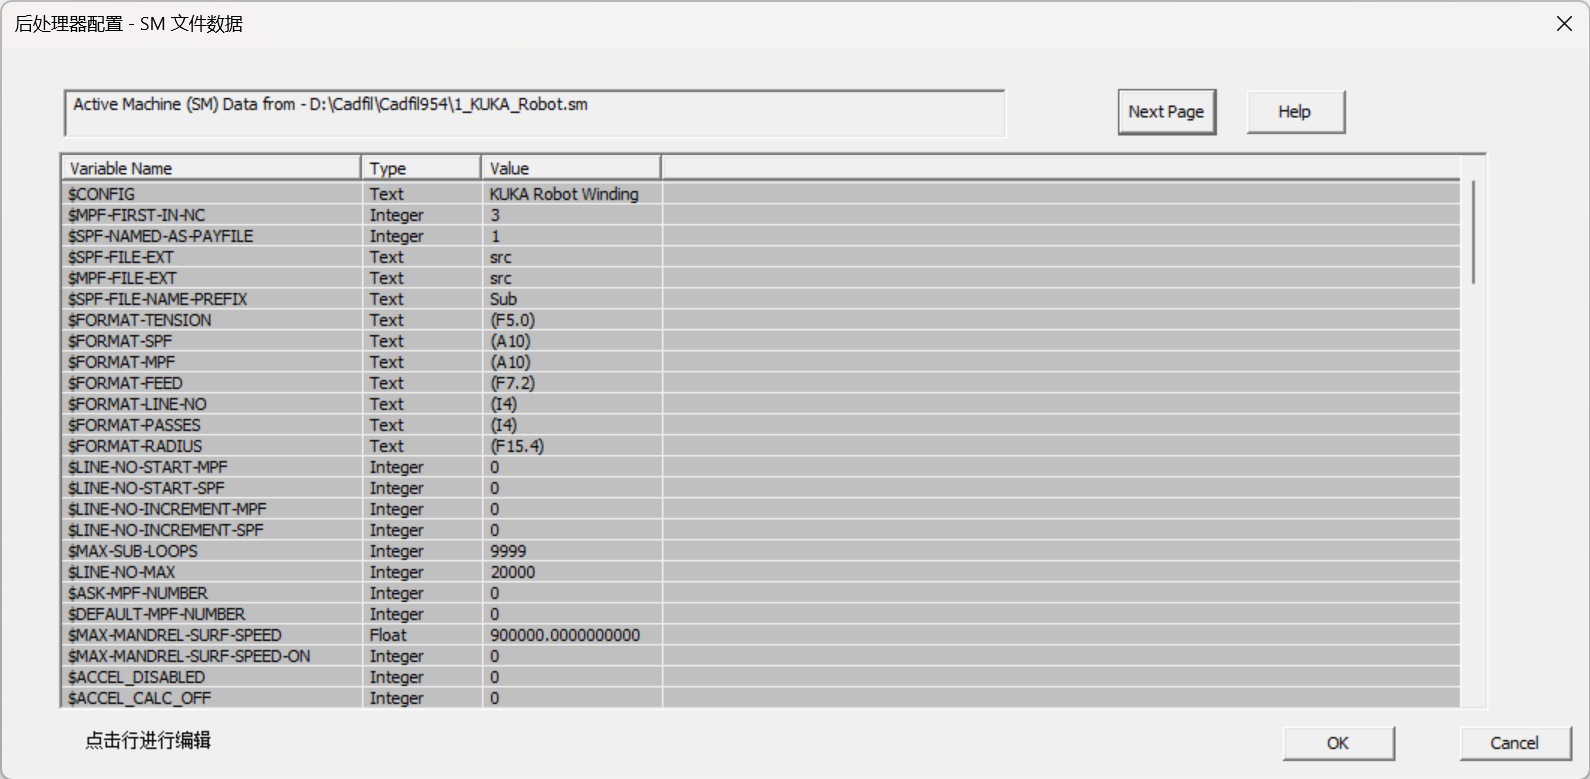 后处理器配置 - SM 文件数据
Active Machine (SM) Data from - D:\Cadfil\Cadfil954\1_KUKA_Robot.sm
Next Page
Help
Variable Name Type Value
$CONFIG Text KUKA Robot Winding
$MPF-FIRST-IN-NC Integer 3
$SPF-NAMED-AS-PAYFILE Integer 1
$SPF-FILE-EXT Text src
$MPF-FILE-EXT Text src
$SPF-FILE-NAME-PREFIX Text Sub
$FORMAT-TENSION Text (F5.0)
$FORMAT-SPF Text (A10)
$FORMAT-MPF Text (A10)
$FORMAT-FEED Text (F7.2)
$FORMAT-LINE-NO Text (I4)
$FORMAT-PASSES Text (I4)
$FORMAT-RADIUS Text (F15.4)
$LINE-NO-START-MPF Integer 0
$LINE-NO-START-SPF Integer 0
$LINE-NO-INCREMENT-MPF Integer 0
$LINE-NO-INCREMENT-SPF Integer 0
$MAX-SUB-LOOPS Integer 9999
$LINE-NO-MAX Integer 20000
$ASK-MPF-NUMBER Integer 0
$DEFAULT-MPF-NUMBER Integer 0
$MAX-MANDREL-SURF-SPEED Float 900000.0000000000
$MAX-MANDREL-SURF-SPEED-ON Integer 0
$ACCEL_DISABLED Integer 0
$ACCEL_CALC_OFF Integer 0
点击行进行编辑
OK
Cancel